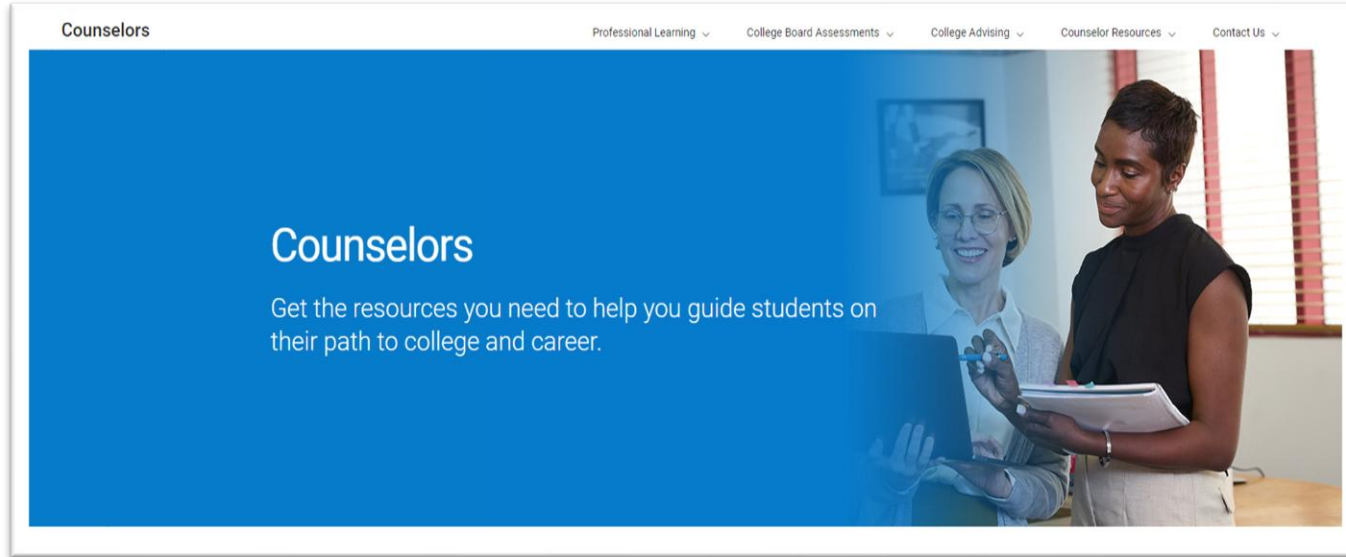 Counselors
Professional Learning
College Board Assessments
College Advising
Counselor Resources
Contact Us
Counselors
Get the resources you need to help you guide students on
their path to college and career.